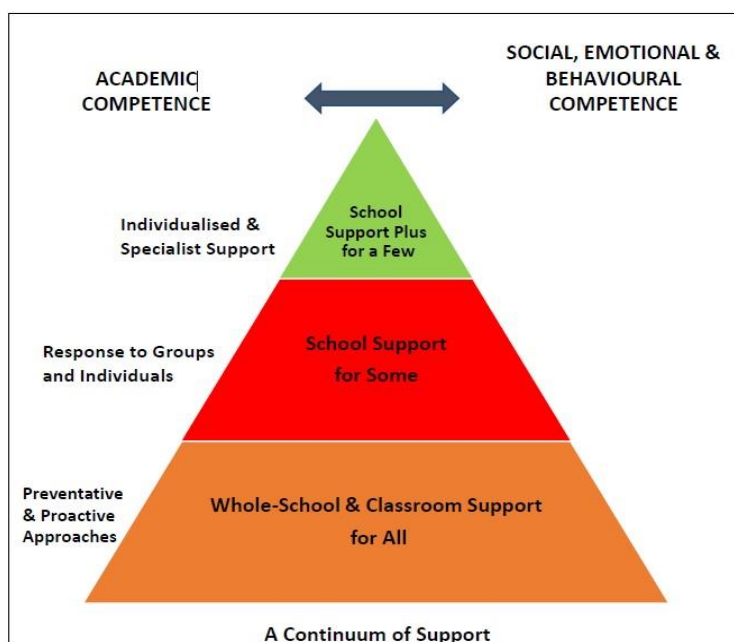 ACADEMIC
COMPETENCE
SOCIAL, EMOTIONAL &
BEHAVIOURAL
COMPETENCE
Individualised &
Specialist Support
School
Support Plus
for a Few
Response to Groups
and Individuals
School Support
for Some
Preventative
& Proactive
Approaches
Whole-School & Classroom Support
for All
A Continuum of Support